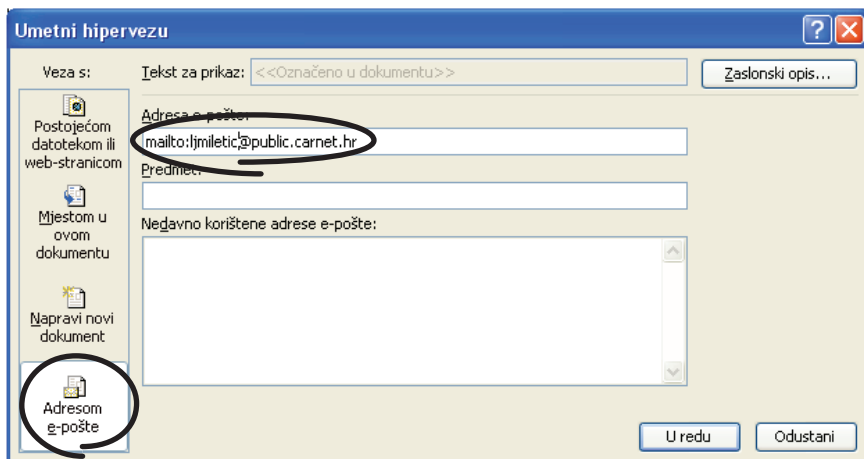 Umetni hipervezu
Veza s:
Tekst za prikaz: <<Označeno u dokumentu>>
Zaslonski opis...
Postojećom
datotekom ili
web-stranicom
Mjestom u
ovom
dokumentu
Napravi novi
dokument
Adresom
e-pošte
Adresa e-pošte:
mailto:ljmiletic@public.carnet.hr
Predmet:
Nedavno korištene adrese e-pošte:
U redu
Odustani